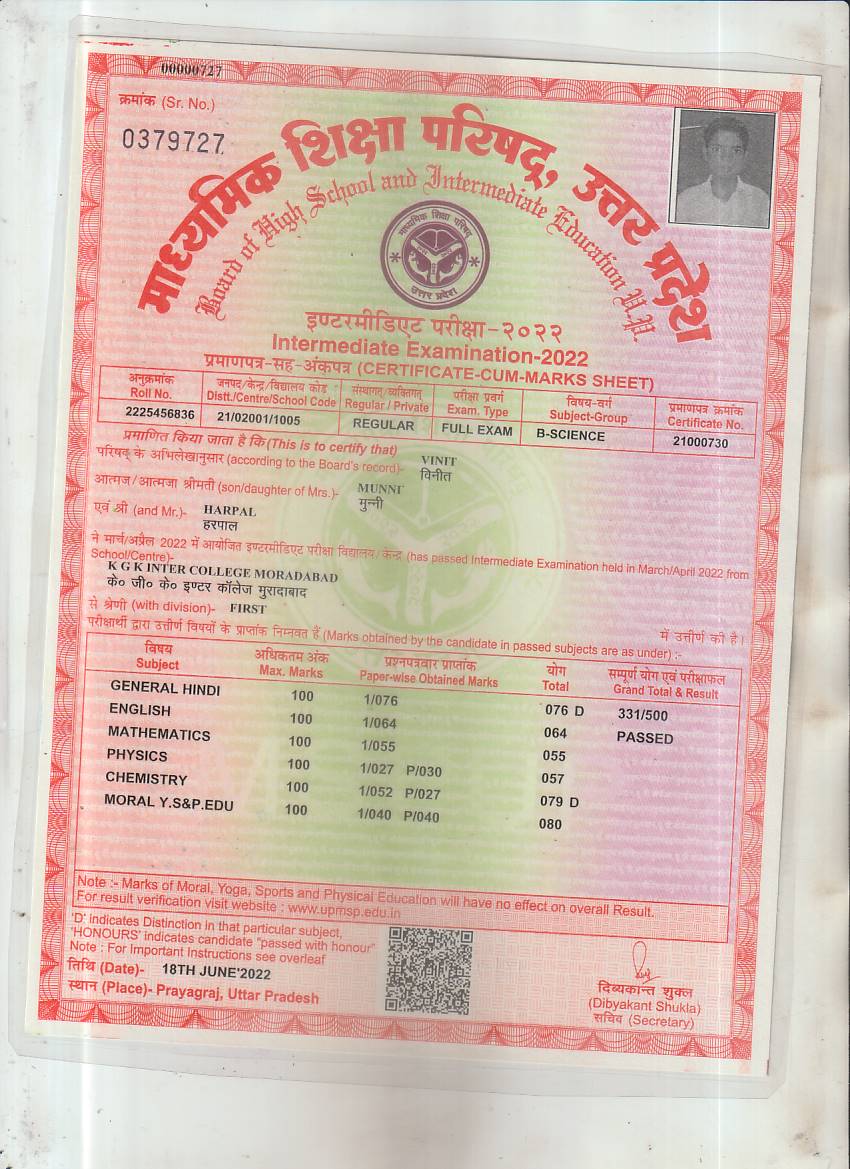 00000727
क्रमांक (Sr. No.)
0379727
माध्यमिक शिक्षा परिषद्, उत्तर प्रदेश
Board of High School and Intermediate Education U.P.
माध्यमिक शिक्षा परिषद
उत्तर प्रदेश
इण्टरमीडिएट परीक्षा-२०२२
Intermediate Examination-2022
प्रमाणपत्र-सह-अंकपत्र (CERTIFICATE-CUM-MARKS SHEET)
अनुक्रमांक जनपद/केन्द्र/विद्यालय कोड संस्थागत/व्यक्तिगत परीक्षा प्रवर्ग विषय-वर्ग प्रमाणपत्र क्रमांक
Roll No. Distt./Centre/School Code Regular / Private Exam. Type Subject-Group Certificate No.
2225456836 21/02001/1005 REGULAR FULL EXAM B-SCIENCE 21000730
प्रमाणित किया जाता है कि (This is to certify that)
परिषद् के अभिलेखानुसार (according to the Board's record)- VINIT
विनीत
आत्मज/आत्मजा श्रीमती (son/daughter of Mrs.)- MUNNI
मुन्नी
एवं श्री (and Mr.)- HARPAL
हरपाल
ने मार्च/अप्रैल 2022 में आयोजित इण्टरमीडिएट परीक्षा विद्यालय/केन्द्र (has passed Intermediate Examination held in March/April 2022 from
School/Centre)-
K G K INTER COLLEGE MORADABAD
के० जी० के० इण्टर कॉलेज मुरादाबाद
से श्रेणी (with division)- FIRST में उत्तीर्ण की है।
परीक्षार्थी द्वारा उत्तीर्ण विषयों के प्राप्तांक निम्नवत हैं (Marks obtained by the candidate in passed subjects are as under) :-
विषय अधिकतम अंक प्रश्नपत्रवार प्राप्तांक योग सम्पूर्ण योग एवं परीक्षाफल
Subject Max. Marks Paper-wise Obtained Marks Total Grand Total & Result
GENERAL HINDI 100 1/076 076 D 331/500
ENGLISH 100 1/064 064 PASSED
MATHEMATICS 100 1/055 055
PHYSICS 100 1/027 P/030 057
CHEMISTRY 100 1/052 P/027 079 D
MORAL Y.S&P.EDU 100 1/040 P/040 080
Note :- Marks of Moral, Yoga, Sports and Physical Education will have no effect on overall Result.
For result verification visit website : www.upmsp.edu.in
'D' indicates Distinction in that particular subject,
'HONOURS' indicates candidate "passed with honour"
Note : For Important Instructions see overleaf
तिथि (Date)- 18TH JUNE'2022
स्थान (Place)- Prayagraj, Uttar Pradesh
दिव्यकान्त शुक्ल
(Dibyakant Shukla)
सचिव (Secretary)